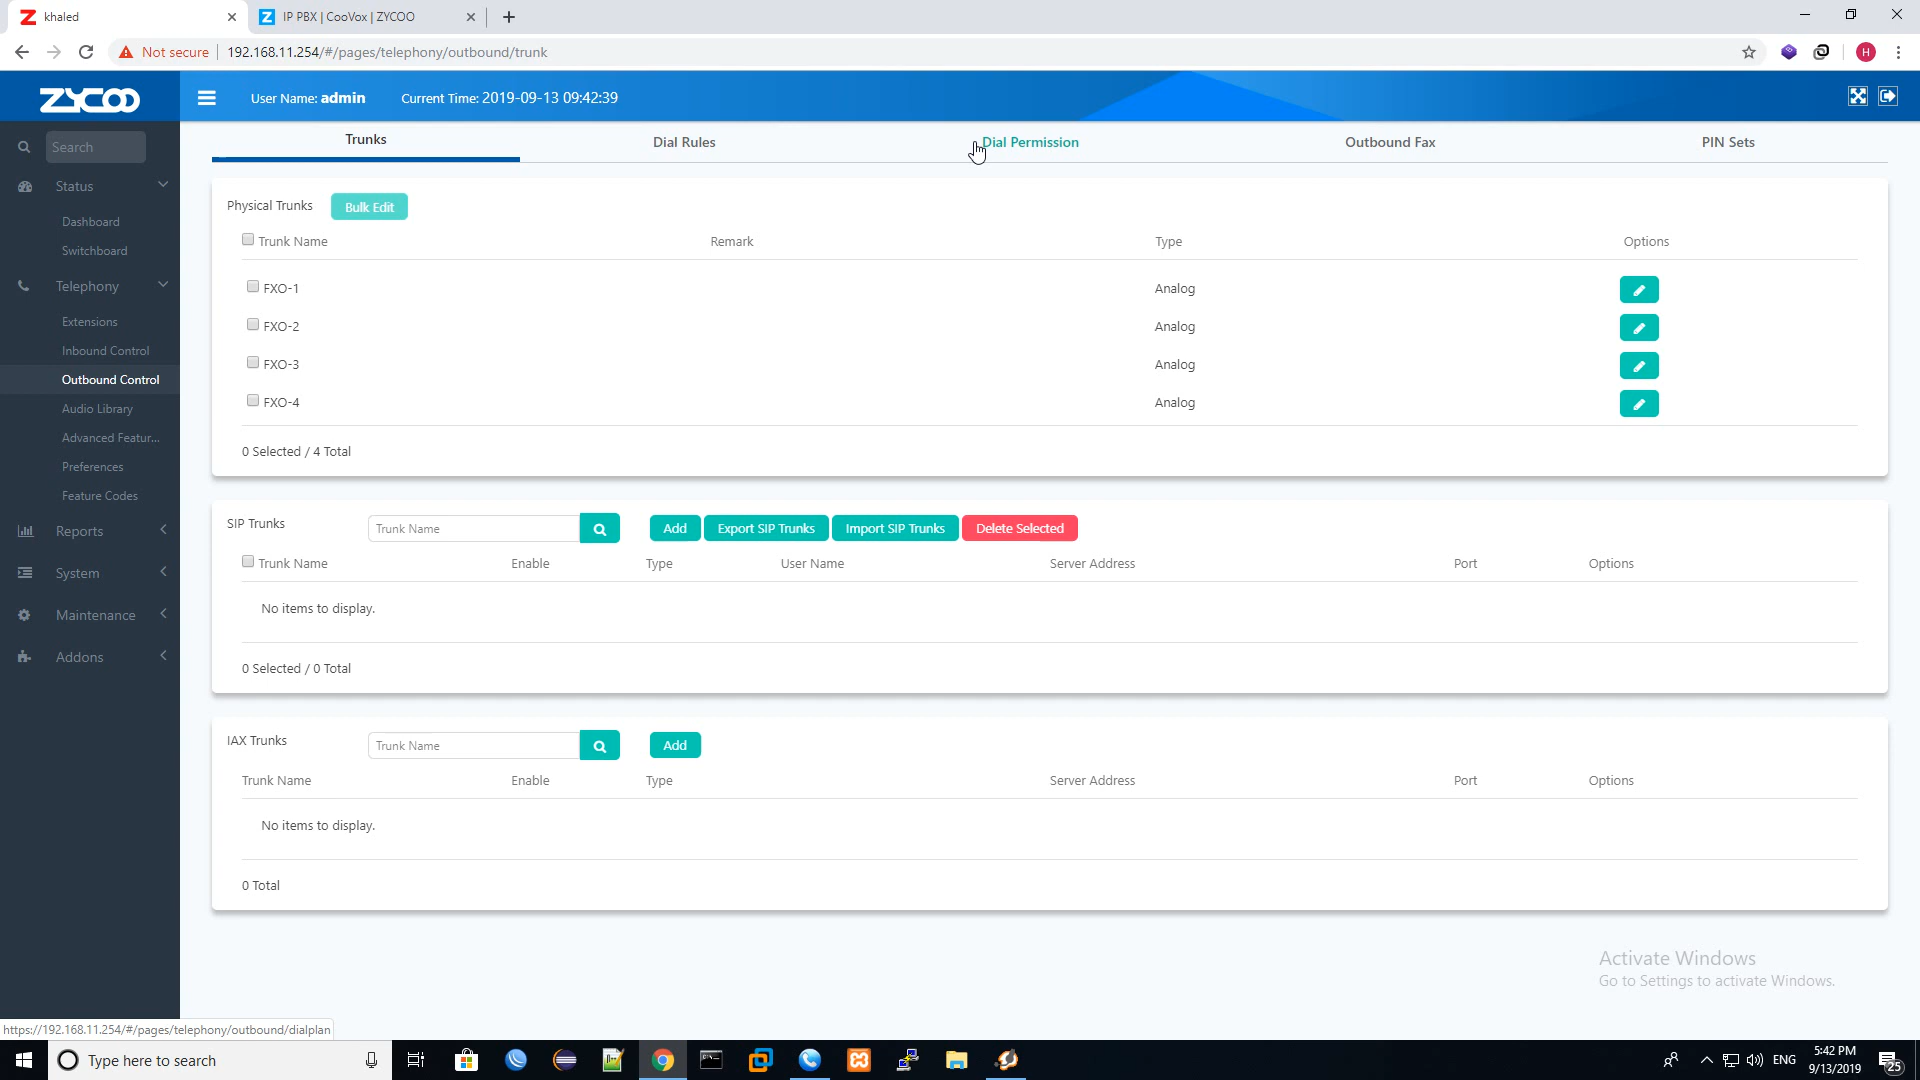 khaled
IP PBX | CooVox | ZYCOO
Not secure
192.168.11.254/#/pages/telephony/outbound/trunk
H
ZYCOO
User Name: admin
Current Time: 2019-09-13 09:42:39
Search
Status
Dashboard
Switchboard
Telephony
Extensions
Inbound Control
Outbound Control
Audio Library
Advanced Featur...
Preferences
Feature Codes
Reports
System
Maintenance
Addons
Trunks Dial Rules Dial Permission Outbound Fax PIN Sets
Physical Trunks Bulk Edit
Trunk Name Remark Type Options
FXO-1 Analog
FXO-2 Analog
FXO-3 Analog
FXO-4 Analog
0 Selected / 4 Total
SIP Trunks Trunk Name Add Export SIP Trunks Import SIP Trunks Delete Selected
Trunk Name Enable Type User Name Server Address Port Options
No items to display.
0 Selected / 0 Total
IAX Trunks Trunk Name Add
Trunk Name Enable Type Server Address Port Options
No items to display.
0 Total
Activate Windows
Go to Settings to activate Windows.
https://192.168.11.254/#/pages/telephony/outbound/dialplan
Type here to search
ENG
5:42 PM
9/13/2019
25